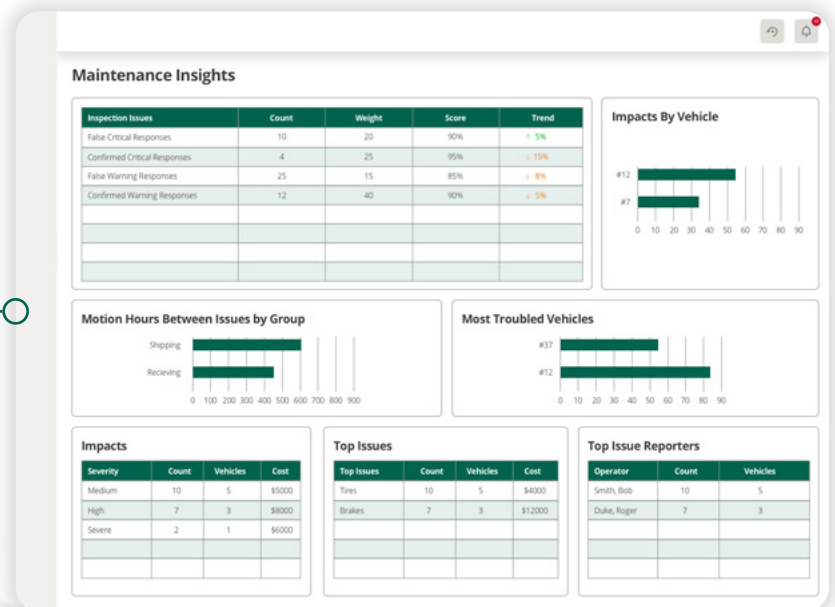 Maintenance Insights
Inspection Issues Count Weight Score Trend
False Critical Responses 10 20 90% ↑ 5%
Confirmed Critical Responses 4 25 95% ↓ 15%
False Warning Responses 25 15 85% ↓ 8%
Confirmed Warning Responses 12 40 90% ↓ 5%
Impacts By Vehicle
#12
#7
0 10 20 30 40 50 60 70 80 90
Motion Hours Between Issues by Group
Shipping
Recieving
0 100 200 300 400 500 600 700 800 900
Most Troubled Vehicles
#37
#12
0 10 20 30 40 50 60 70 80 90
Impacts
Severity Count Vehicles Cost
Medium 10 5 $5000
High 7 3 $8000
Severe 2 1 $6000
Top Issues
Top Issues Count Vehicles Cost
Tires 10 5 $4000
Brakes 7 3 $12000
Top Issue Reporters
Operator Count Vehicles
Smith, Bob 10 5
Duke, Roger 7 3